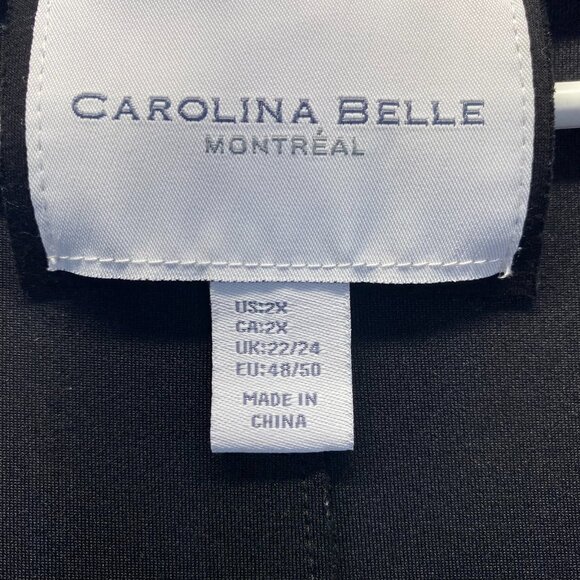 CAROLINA BELLE
MONTRÉAL
US:2X
CA:2X
UK:22/24
EU:48/50
MADE IN
CHINA